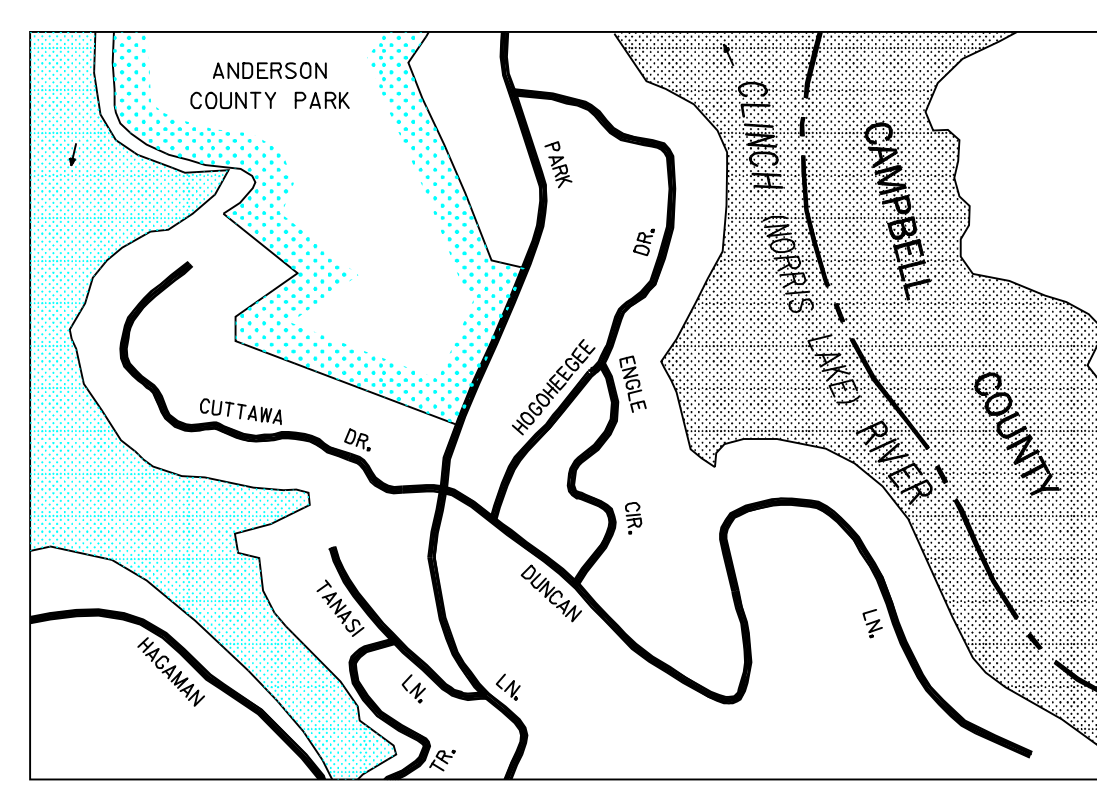 ANDERSON
COUNTY PARK
PARK
DR.
CLINCH (NORRIS LAKE) RIVER
CAMPBELL
COUNTY
HOGOHEEGEE
ENGLE
CIR.
CUTTAWA
DR.
DUNCAN
LN.
TANASI
LN.
LN.
HAGAMAN
TR.